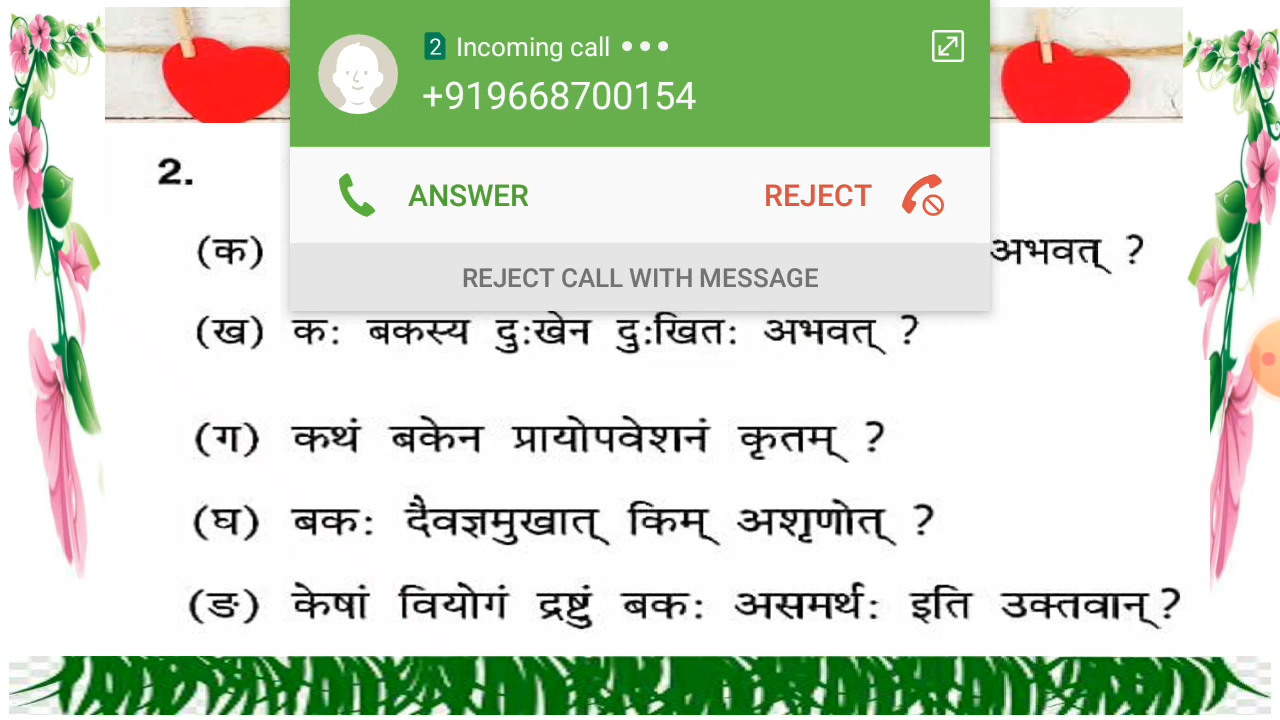 2 Incoming call •••
+919668700154
2.
ANSWER REJECT
(क) अभवत् ?
REJECT CALL WITH MESSAGE
(ख) कः बकस्य दुःखेन दुःखितः अभवत् ?
(ग) कथं बकेन प्रायोपवेशनं कृतम् ?
(घ) बकः दैवज्ञमुखात् किम् अशृणोत् ?
(ङ) केषां वियोगं द्रष्टुं बकः असमर्थः इति उक्तवान् ?